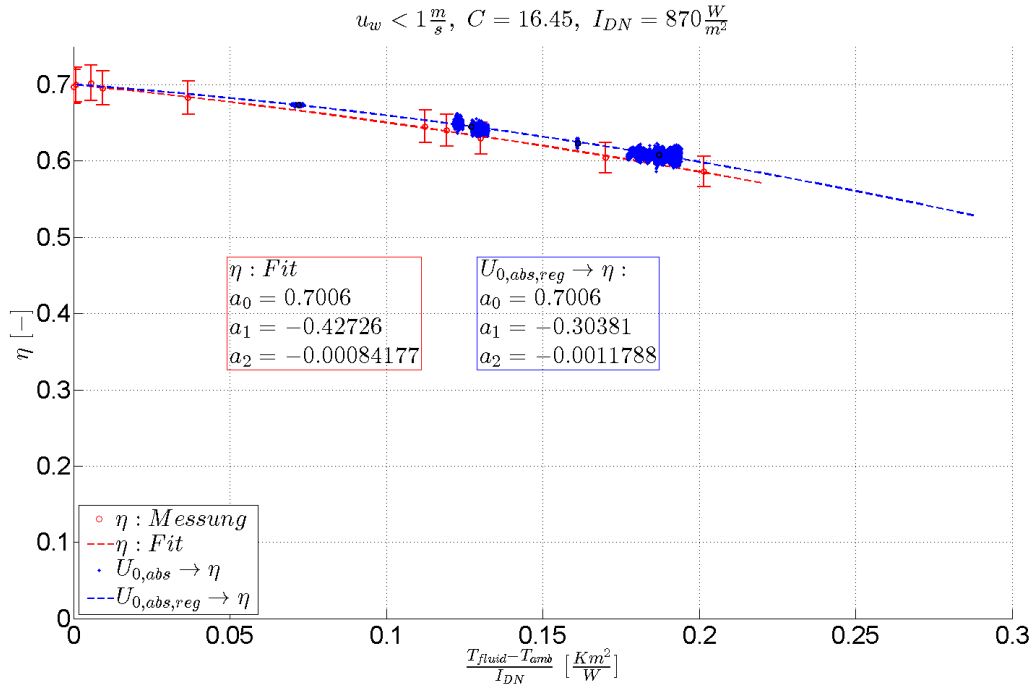 u_w < 1 m/s, C = 16.45, I_DN = 870 W/m²
η [−]
0.7
0.6
0.5
0.4
0.3
0.2
0.1
0
η : Fit
a_0 = 0.7006
a_1 = −0.42726
a_2 = −0.00084177
U_0,abs,reg → η :
a_0 = 0.7006
a_1 = −0.30381
a_2 = −0.0011788
η : Messung
η : Fit
U_0,abs → η
U_0,abs,reg → η
0 0.05 0.1 0.15 0.2 0.25 0.3
(T_fluid−T_amb)/I_DN [Km²/W]